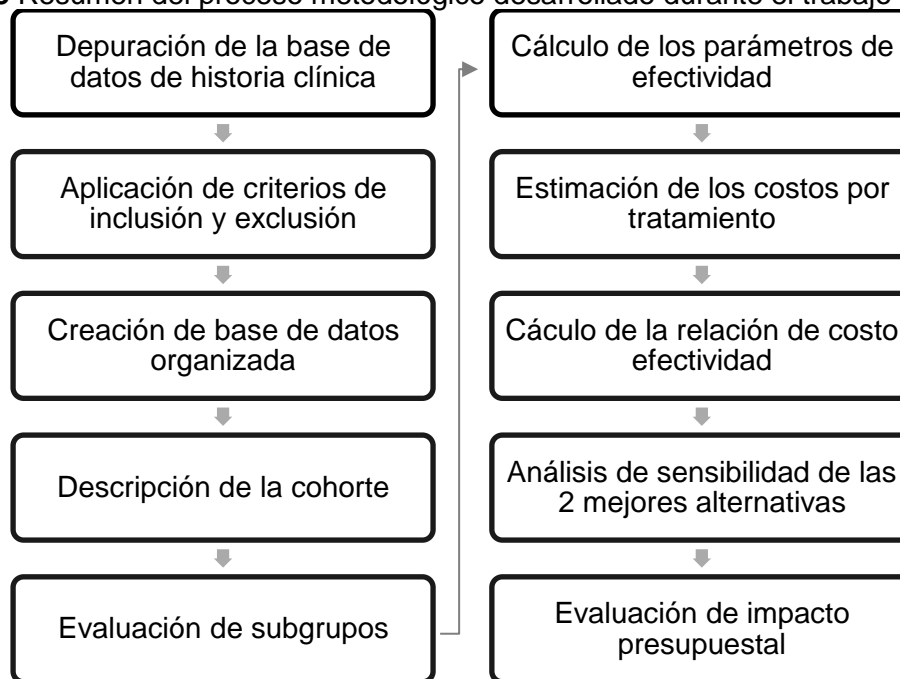 Resumen del proceso metodológico desarrollado durante el trabajo
Depuración de la base de
datos de historia clínica
Aplicación de criterios de
inclusión y exclusión
Creación de base de datos
organizada
Descripción de la cohorte
Evaluación de subgrupos
Cálculo de los parámetros de
efectividad
Estimación de los costos por
tratamiento
Cáculo de la relación de costo
efectividad
Análisis de sensibilidad de las
2 mejores alternativas
Evaluación de impacto
presupuestal